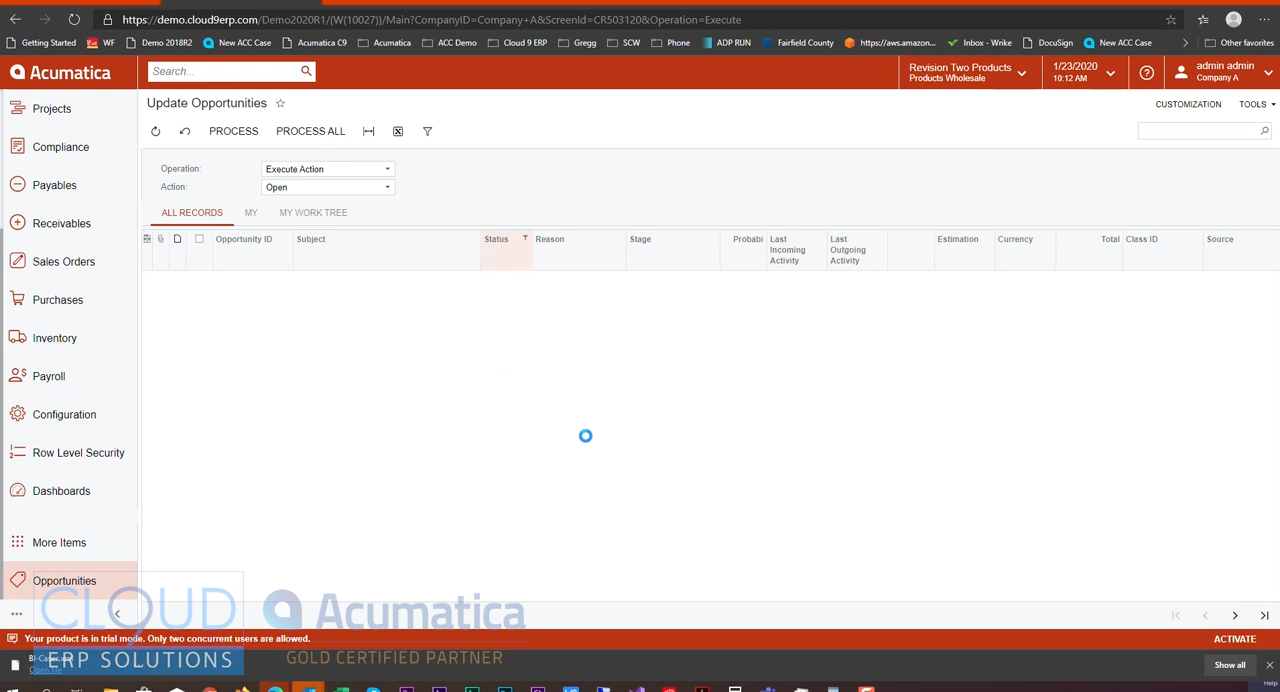 https://demo.cloud9erp.com/Demo2020R1/(W(10027))/Main?CompanyID=Company+A&ScreenId=CR503120&Operation=Execute
Getting Started WF Demo 2018R2 New ACC Case Acumatica C9 Acumatica ACC Demo Cloud 9 ERP Gregg SCW Phone ADP RUN Fairfield County https://aws.amazon... Inbox - Wrike DocuSign New ACC Case Other favorites
Acumatica Search... Revision Two Products Products Wholesale 1/23/2020 10:12 AM admin admin Company A
Projects
Update Opportunities
CUSTOMIZATION TOOLS
PROCESS PROCESS ALL
Compliance
Operation: Execute Action
Payables
Action: Open
ALL RECORDS MY MY WORK TREE
Receivables
Opportunity ID Subject Status Reason Stage Probabi Last Incoming Activity Last Outgoing Activity Estimation Currency Total Class ID Source
Sales Orders
Purchases
Inventory
Payroll
Configuration
Row Level Security
Dashboards
More Items
Opportunities
CLOUD
ERP SOLUTIONS
Acumatica
GOLD CERTIFIED PARTNER
Your product is in trial mode. Only two concurrent users are allowed. ACTIVATE
Open file
Show all
Help